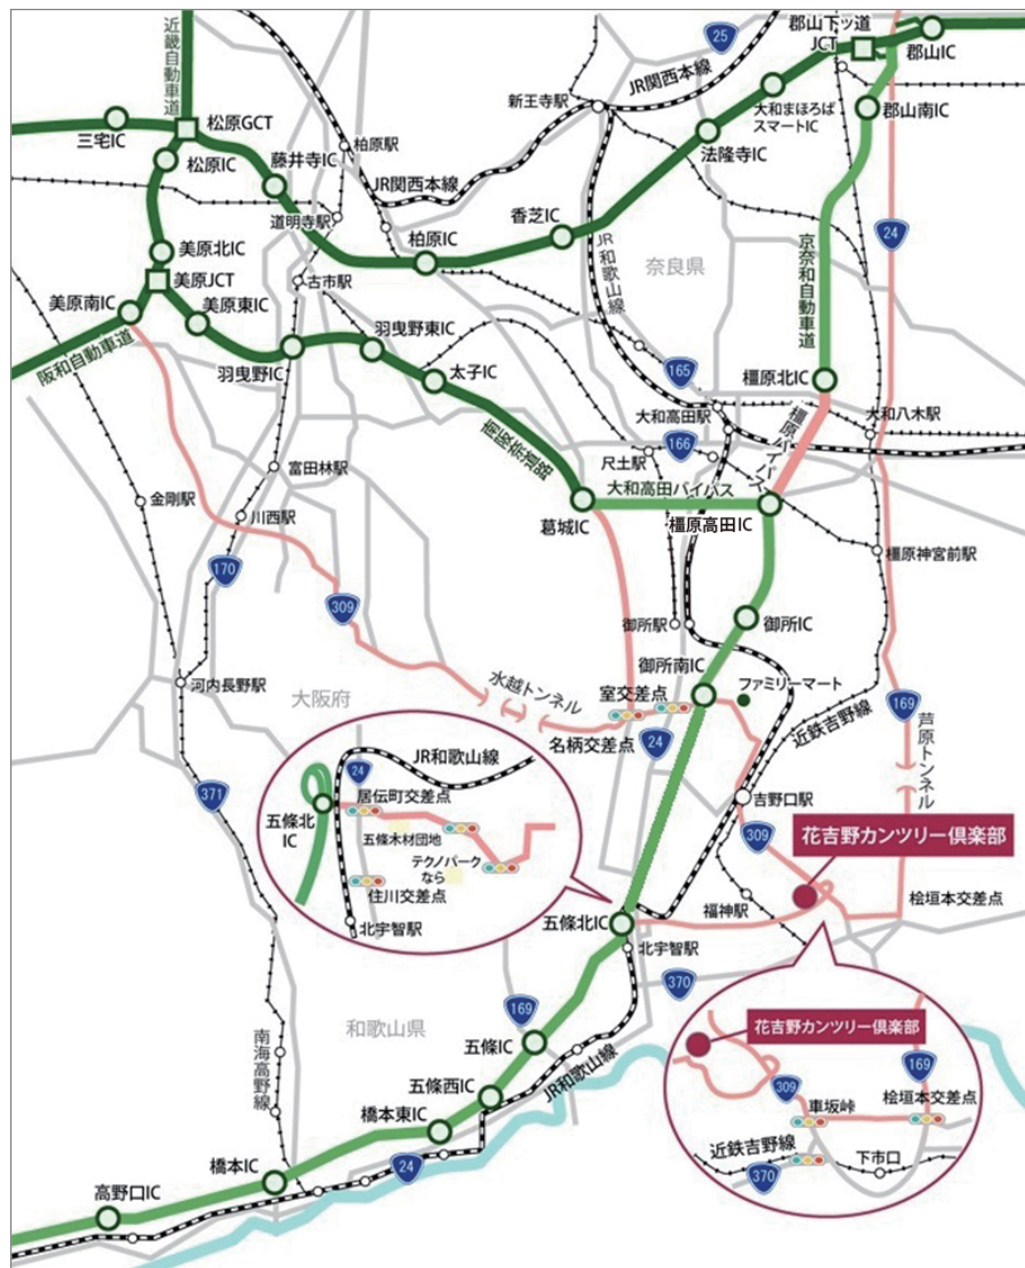 近畿自動車道
25
郡山下ッ道
JCT
郡山IC
JR関西本線
新王寺駅
大和まほろば
スマートIC
郡山南IC
三宅IC
松原GCT
松原IC
藤井寺IC
柏原駅
法隆寺IC
JR関西本線
道明寺駅
香芝IC
柏原IC
24
美原北IC
JR和歌山線
奈良県
京奈和自動車道
美原JCT
古市駅
美原南IC
美原東IC
羽曳野東IC
阪和自動車道
羽曳野IC
太子IC
165
橿原北IC
大和高田駅
橿原バイパス
大和八木駅
南阪奈道路
166
尺土駅
富田林駅
大和高田バイパス
金剛駅
川西駅
葛城IC
橿原高田IC
橿原神宮前駅
170
309
御所駅
御所IC
御所南IC
河内長野駅
大阪府
水越トンネル
室交差点
ファミリーマート
名柄交差点
24
近鉄吉野線
169
芦原トンネル
JR和歌山線
24
371
居伝町交差点
五條北
IC
五條木材団地
テクノパーク
なら
住川交差点
北宇智駅
吉野口駅
309
花吉野カンツリー倶楽部
福神駅
桧垣本交差点
五條北IC
北宇智駅
370
169
和歌山県
五條IC
南海高野線
五條西IC
JR和歌山線
橋本東IC
橋本IC
24
高野口IC
花吉野カンツリー倶楽部
309
169
車坂峠
桧垣本交差点
近鉄吉野線
370
下市口